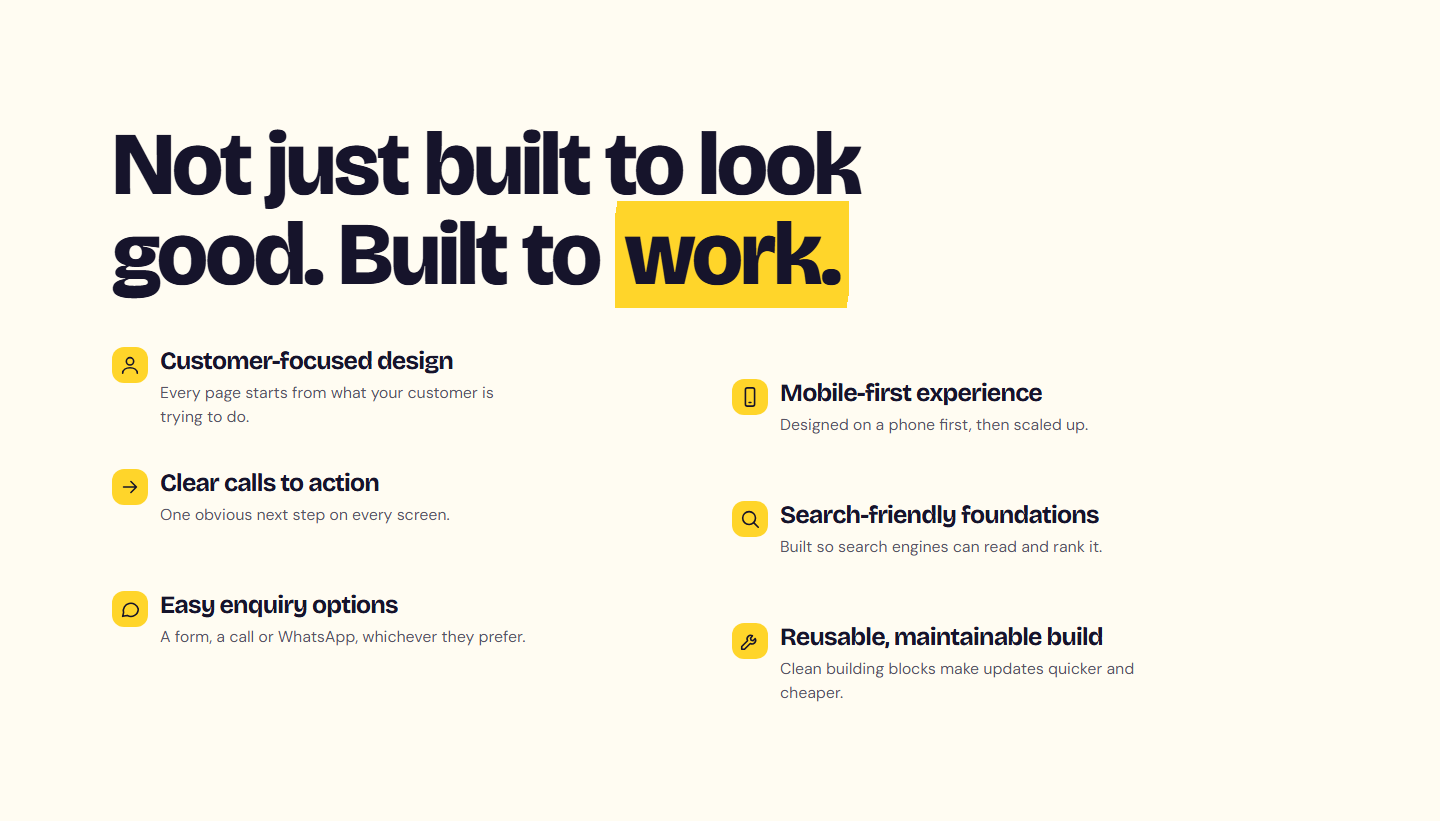 Not just built to look
good. Built to work.
Customer-focused design
Every page starts from what your customer is
trying to do.
Mobile-first experience
Designed on a phone first, then scaled up.
Clear calls to action
One obvious next step on every screen.
Search-friendly foundations
Built so search engines can read and rank it.
Easy enquiry options
A form, a call or WhatsApp, whichever they prefer.
Reusable, maintainable build
Clean building blocks make updates quicker and
cheaper.